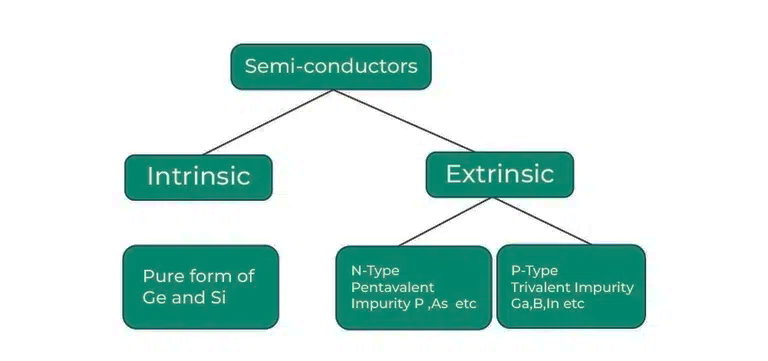 Semi-conductors
Intrinsic
Extrinsic
Pure form of
Ge and Si
N-Type
Pentavalent
Impurity P ,As etc
P-Type
Trivalent Impurity
Ga,B,In etc